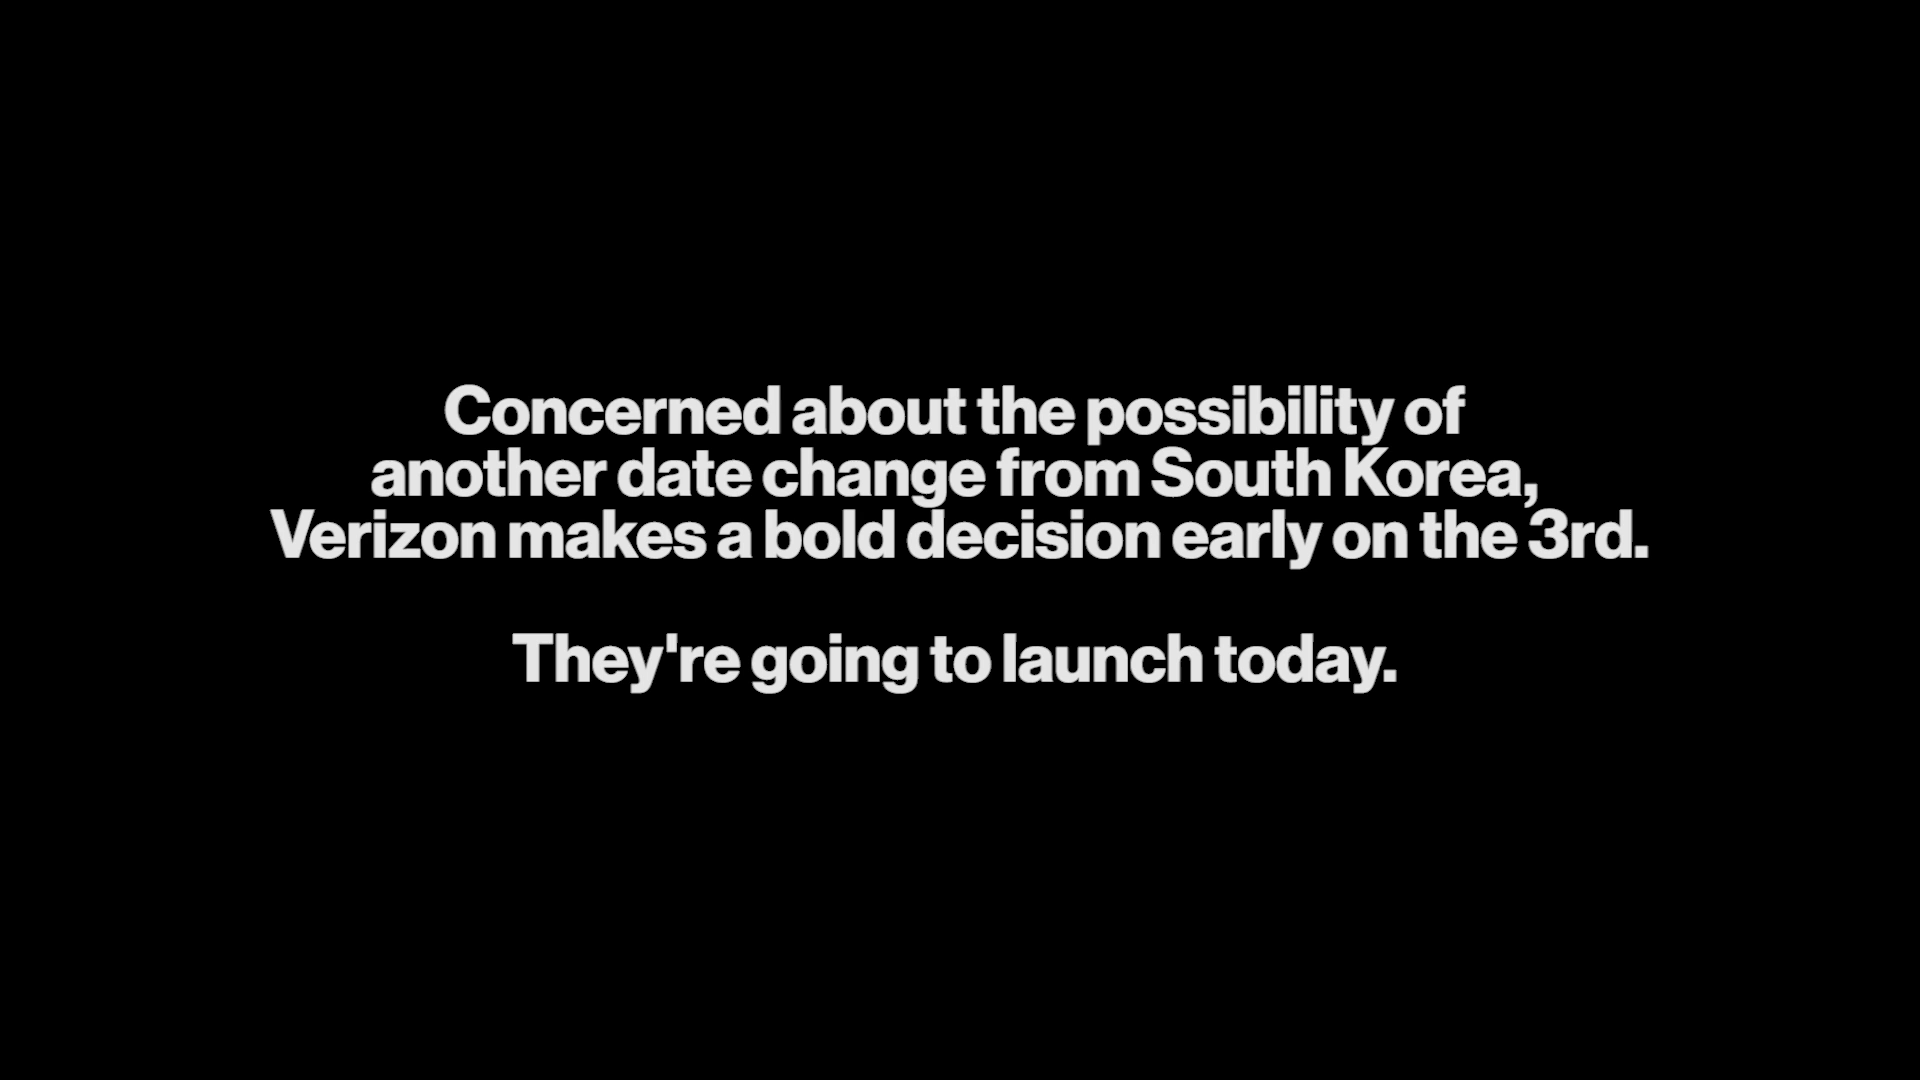 Concerned about the possibility of
another date change from South Korea,
Verizon makes a bold decision early on the 3rd.
They're going to launch today.